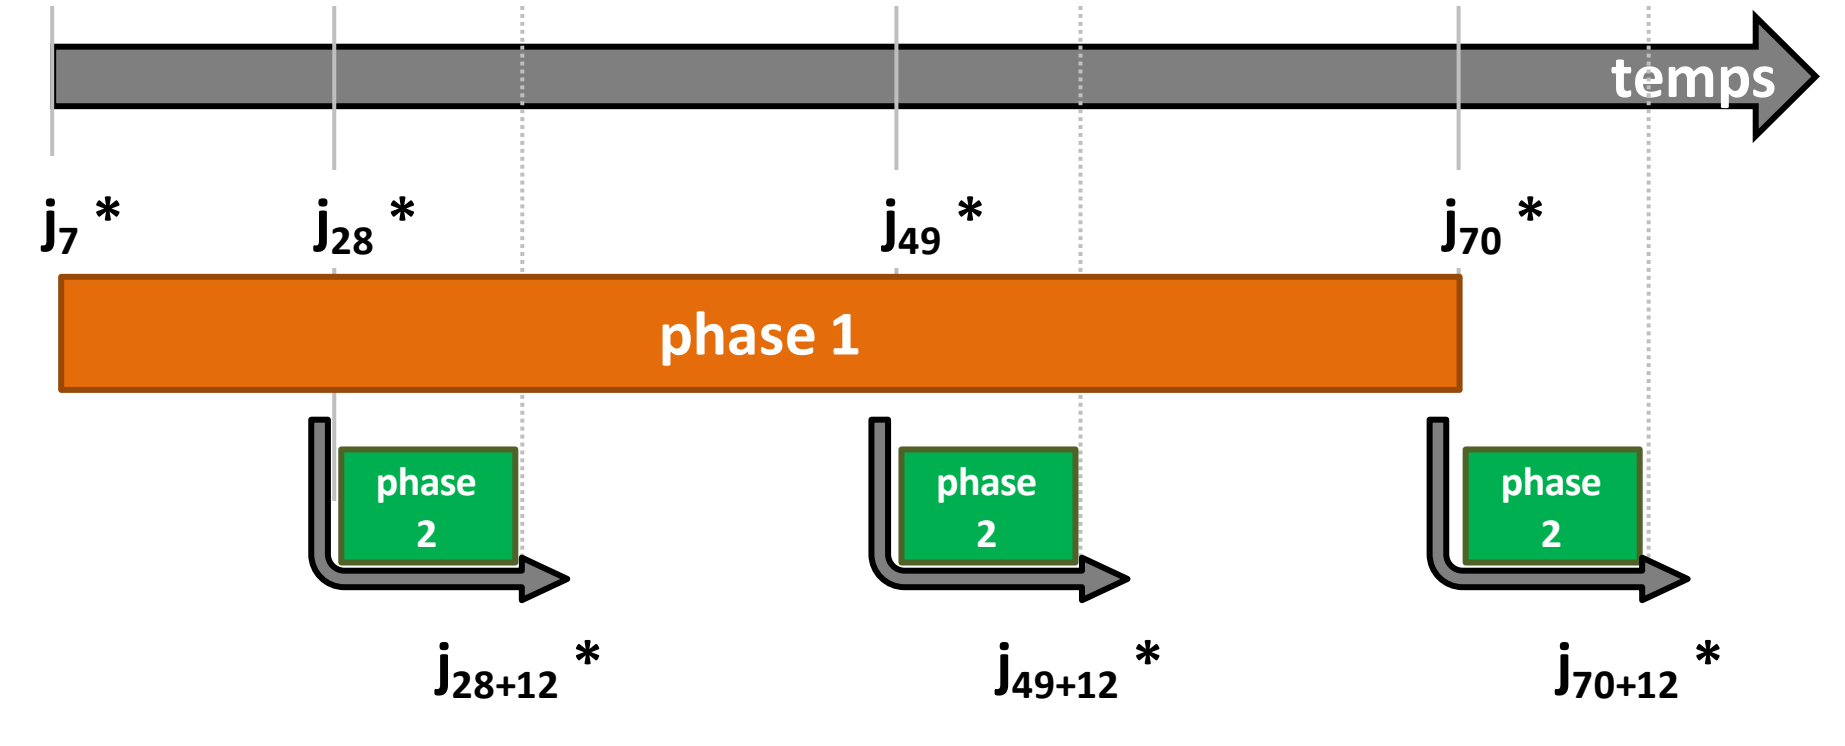 temps
j7 * j28 * j49 * j70 *
phase 1
phase phase phase
2 2 2
j28+12 * j49+12 * j70+12 *